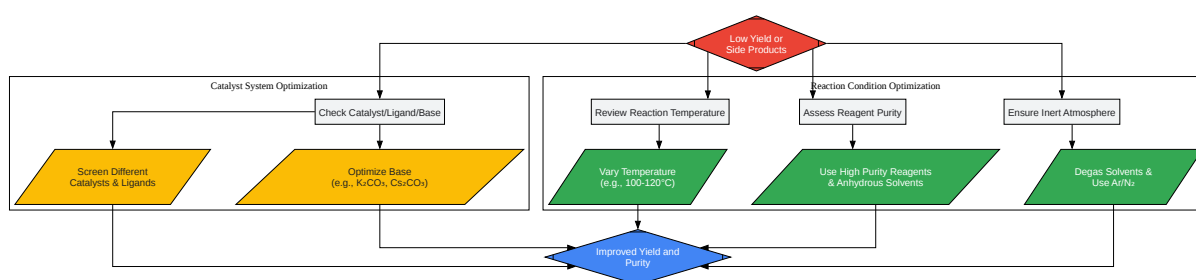 Low Yield or
Side Products
Catalyst System Optimization
Reaction Condition Optimization
Check Catalyst/Ligand/Base
Review Reaction Temperature
Assess Reagent Purity
Ensure Inert Atmosphere
Screen Different
Catalysts & Ligands
Optimize Base
(e.g., K₂CO₃, Cs₂CO₃)
Vary Temperature
(e.g., 100-120°C)
Use High Purity Reagents
& Anhydrous Solvents
Degas Solvents &
Use Ar/N₂
Improved Yield and
Purity